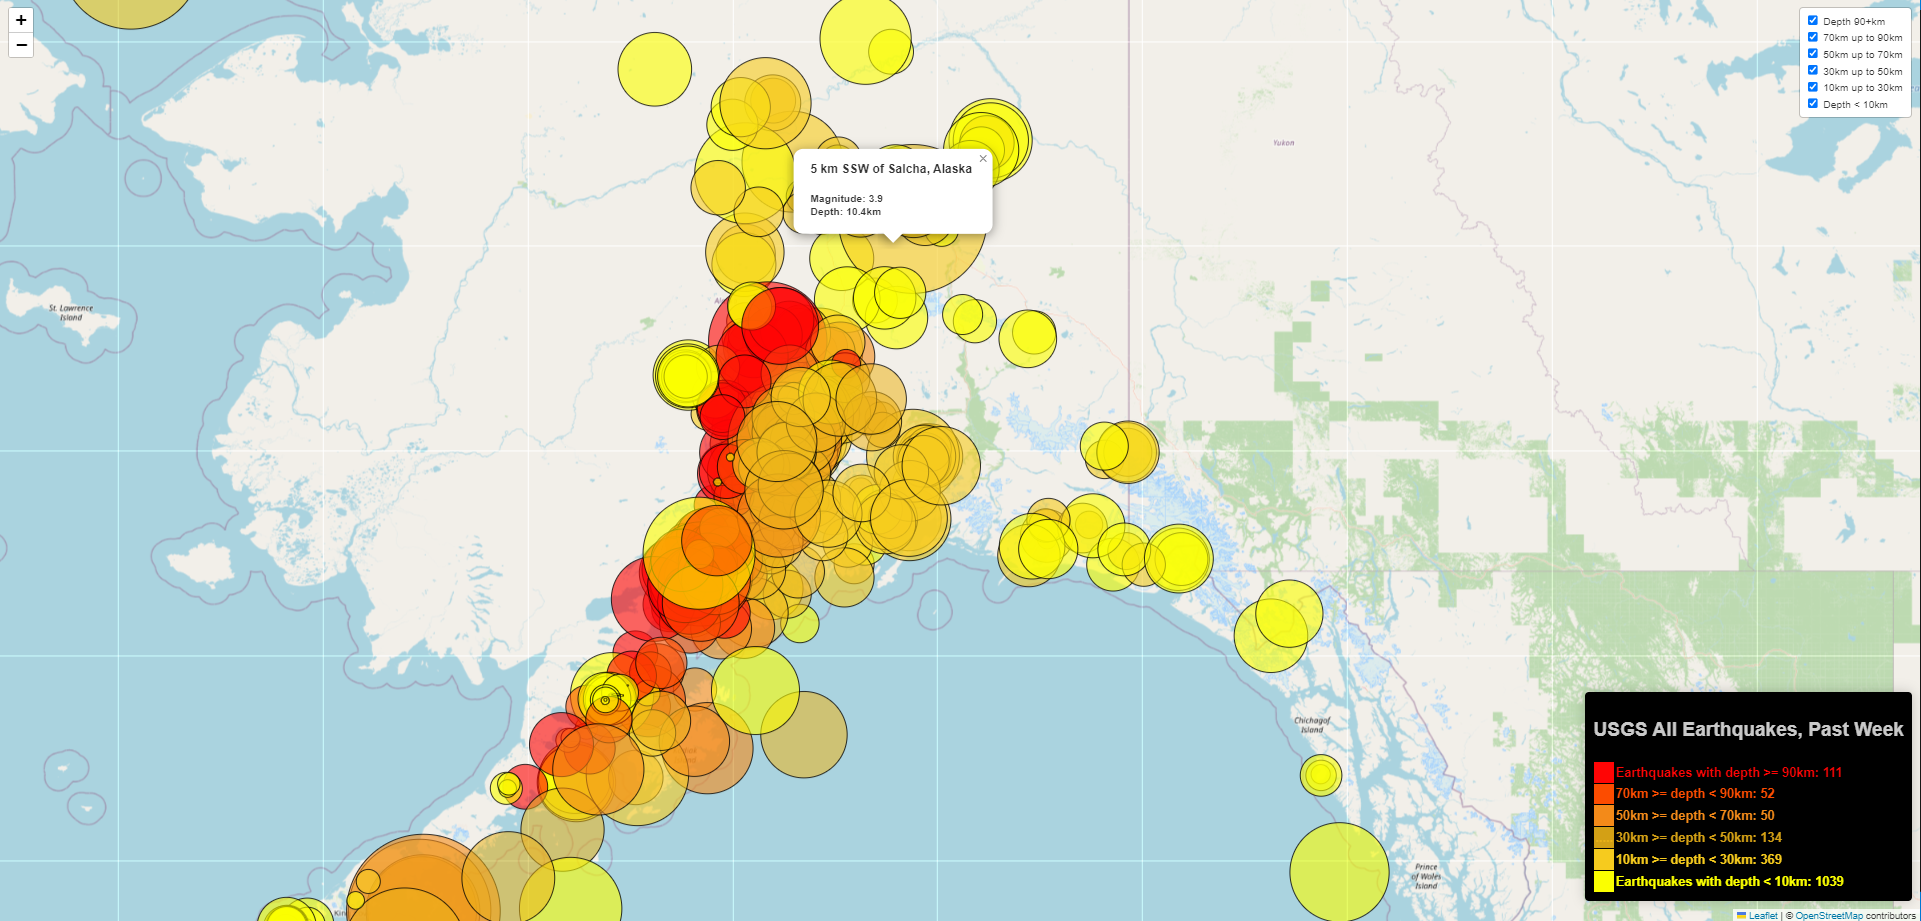 +
−
Depth 90+km
70km up to 90km
50km up to 70km
30km up to 50km
10km up to 30km
Depth < 10km
Yukon
×
5 km SSW of Salcha, Alaska
Magnitude: 3.9
Depth: 10.4km
St. Lawrence
Island
Chichagof
Island
USGS All Earthquakes, Past Week
Earthquakes with depth >= 90km: 111
70km >= depth < 90km: 52
50km >= depth < 70km: 50
30km >= depth < 50km: 134
10km >= depth < 30km: 369
Earthquakes with depth < 10km: 1039
Prince
of Wales
Island
Leaflet | © OpenStreetMap contributors